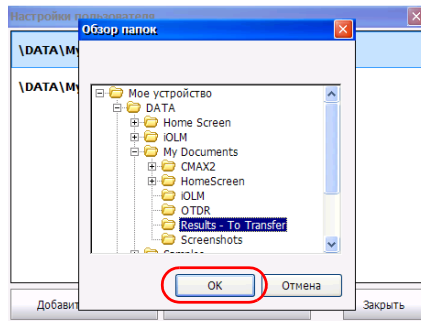 Настройки пользователя
Обзор папок
\DATA\My
\DATA\My
Мое устройство
DATA
Home Screen
iOLM
My Documents
CMAX2
HomeScreen
iOLM
OTDR
Results - To Transfer
Screenshots
OK
Отмена
Добавит
Закрыть